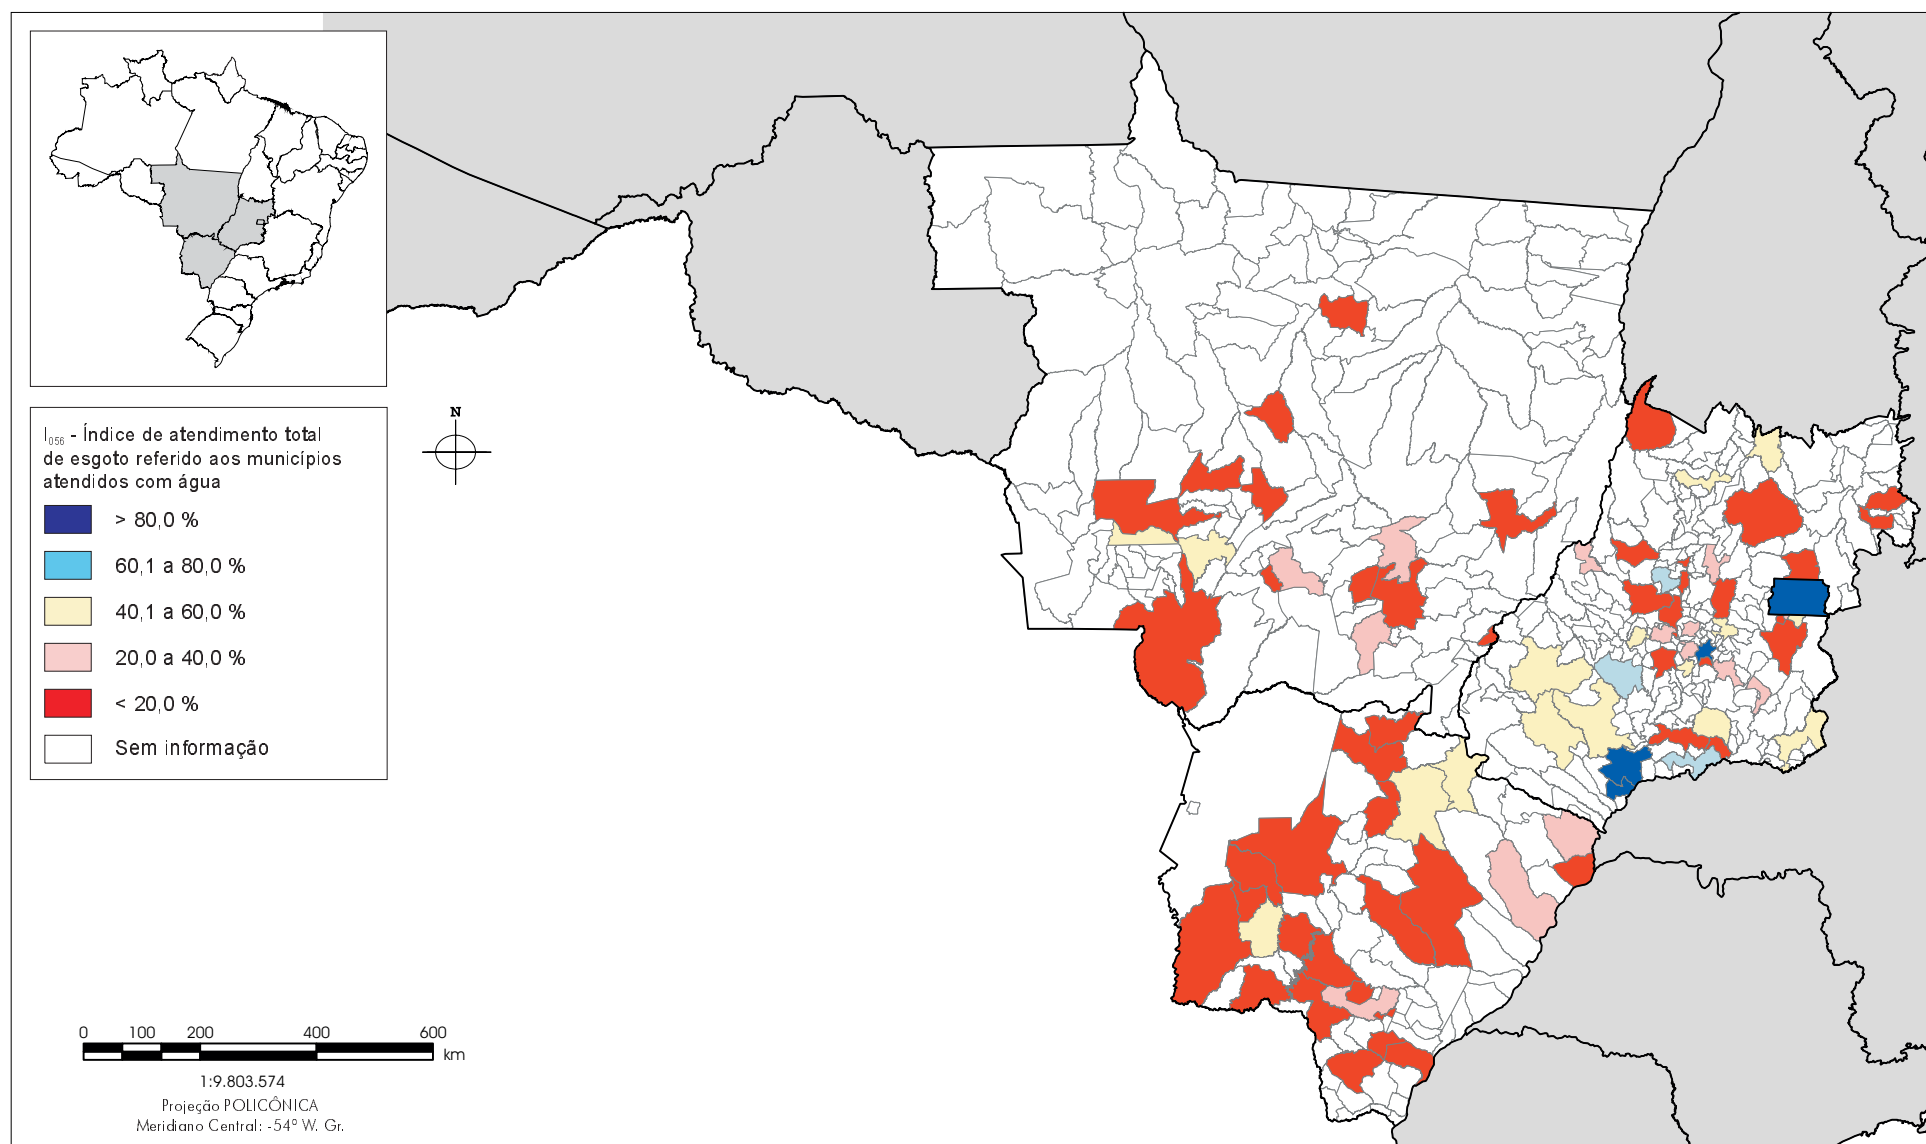 I056 - Índice de atendimento total
de esgoto referido aos municípios
atendidos com água
> 80,0 %
60,1 a 80,0 %
40,1 a 60,0 %
20,0 a 40,0 %
< 20,0 %
Sem informação
N
0 100 200 400 600
km
1:9.803.574
Projeção POLICÔNICA
Meridiano Central: -54º W. Gr.